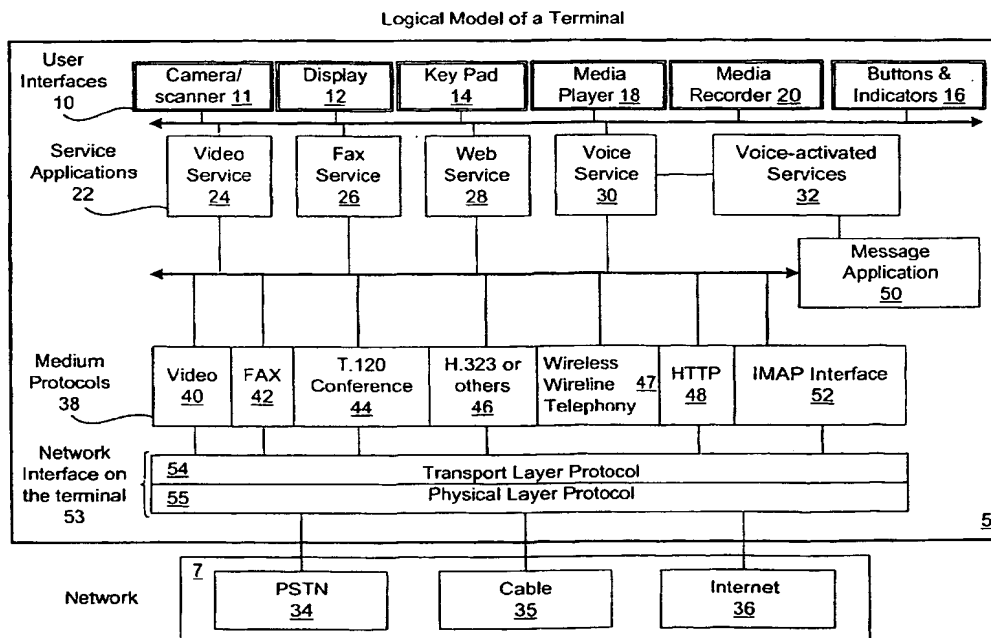 Logical Model of a Terminal
User
Interfaces
10
Camera/
scanner 11
Display
12
Key Pad
14
Media
Player 18
Media
Recorder 20
Buttons &
Indicators 16
Service
Applications
22
Video
Service
24
Fax
Service
26
Web
Service
28
Voice
Service
30
Voice-activated
Services
32
Message
Application
50
Medium
Protocols
38
Video
40
FAX
42
T.120
Conference
44
H.323 or
others
46
Wireless
Wireline
Telephony
47
HTTP
48
IMAP Interface
52
Network
Interface on
the terminal
53
54
Transport Layer Protocol
55
Physical Layer Protocol
5
Network
7
PSTN
34
Cable
35
Internet
36